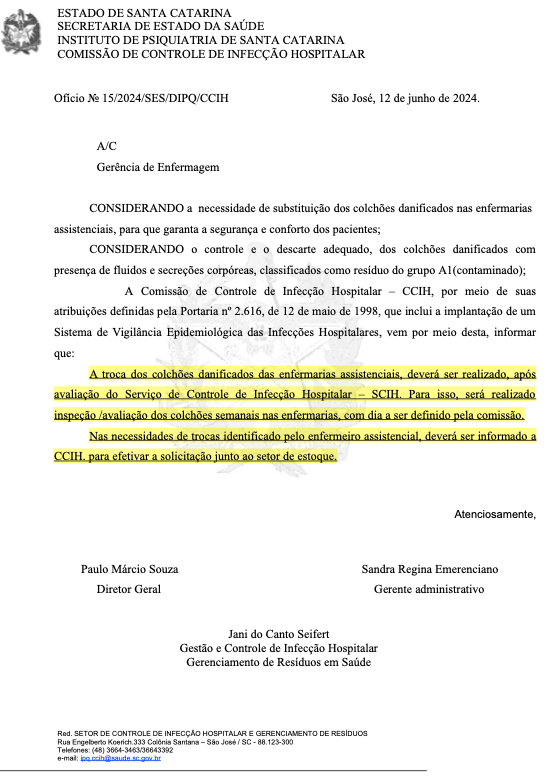 ESTADO DE SANTA CATARINA
SECRETARIA DE ESTADO DA SAÚDE
INSTITUTO DE PSIQUIATRIA DE SANTA CATARINA
COMISSÃO DE CONTROLE DE INFECÇÃO HOSPITALAR
Ofício № 15/2024/SES/DIPQ/CCIH São José, 12 de junho de 2024.
A/C
Gerência de Enfermagem
CONSIDERANDO a necessidade de substituição dos colchões danificados nas enfermarias
assistenciais, para que garanta a segurança e conforto dos pacientes;
CONSIDERANDO o controle e o descarte adequado, dos colchões danificados com
presença de fluidos e secreções corpóreas, classificados como resíduo do grupo A1(contaminado);
A Comissão de Controle de Infecção Hospitalar – CCIH, por meio de suas
atribuições definidas pela Portaria nº 2.616, de 12 de maio de 1998, que inclui a implantação de um
Sistema de Vigilância Epidemiológica das Infecções Hospitalares, vem por meio desta, informar
que:
A troca dos colchões danificados das enfermarias assistenciais, deverá ser realizado, após
avaliação do Serviço de Controle de Infecção Hospitalar – SCIH. Para isso, será realizado
inspeção /avaliação dos colchões semanais nas enfermarias, com dia a ser definido pela comissão.
Nas necessidades de trocas identificado pelo enfermeiro assistencial, deverá ser informado a
CCIH. para efetivar a solicitação junto ao setor de estoque.
Atenciosamente,
Paulo Márcio Souza Sandra Regina Emerenciano
Diretor Geral Gerente administrativo
Jani do Canto Seifert
Gestão e Controle de Infecção Hospitalar
Gerenciamento de Resíduos em Saúde
Red. SETOR DE CONTROLE DE INFECÇÃO HOSPITALAR E GERENCIAMENTO DE RESÍDUOS
Rua Engelberto Koerich.333 Colônia Santana – São José / SC - 88.123-300
Telefones: (48) 3664-3463/36643392
e-mail: ipq.ccih@saude.sc.gov.br